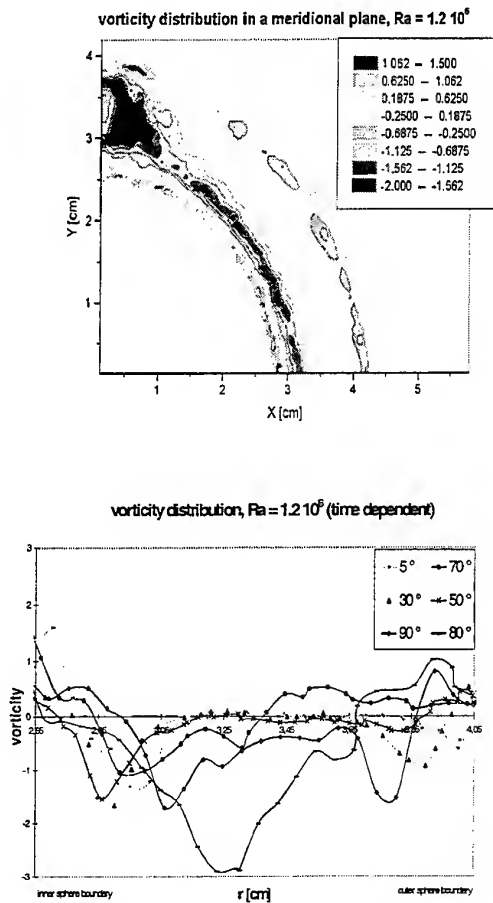 vorticity distribution in a meridional plane, Ra = 1.2 10⁶
1.062 – 1.500
0.6250 – 1.062
0.1875 – 0.6250
-0.2500 – 0.1875
-0.6875 – -0.2500
-1.125 – -0.6875
-1.562 – -1.125
-2.000 – -1.562
4
3
2
1
Y [cm]
1 2 3 4 5
X [cm]
vorticity distribution, Ra = 1.2 10⁶ (time dependent)
5° 70°
30° 50°
90° 80°
3
2
1
0
-1
-2
-3
vorticity
2,55 3,25 4,05
inner sphere boundary
r [cm]
outer sphere boundary